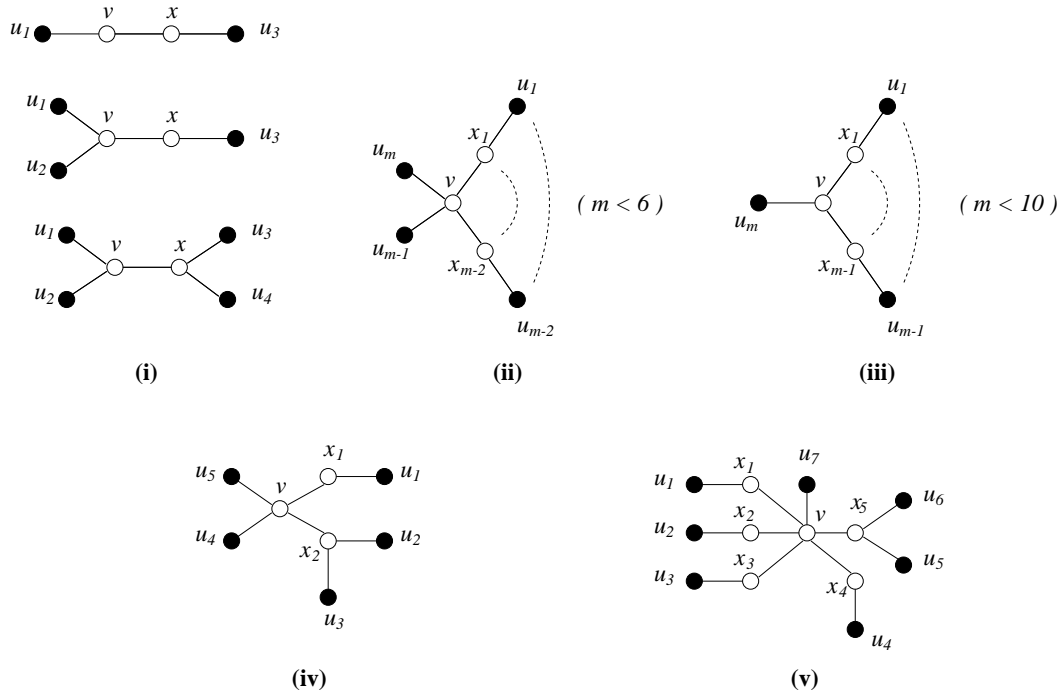 u1 v x u3
u1 v x u3
u2
u1 v x u3
u2 u4
(i)
u1
x1
um
v
( m < 6 )
um-1
xm-2
um-2
(ii)
u1
x1
v
um
( m < 10 )
xm-1
um-1
(iii)
x1
u5 v u1
u4 x2 u2
u3
(iv)
u7
u1 x1 u6
u2 x2 v x5
u3 x3 u5
x4
u4
(v)